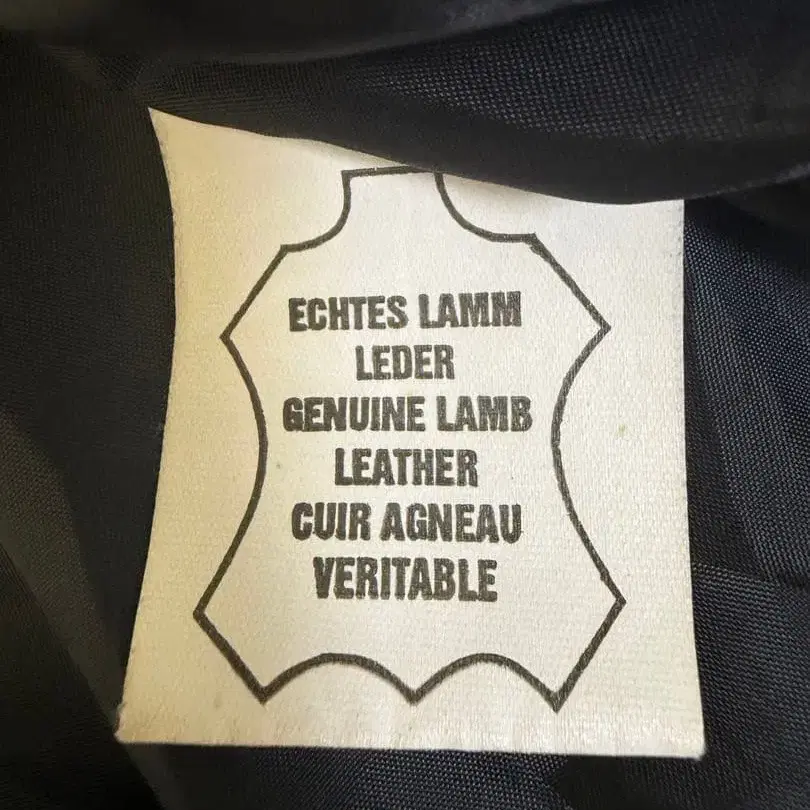 ECHTES LAMM
LEDER
GENUINE LAMB
LEATHER
CUIR AGNEAU
VERITABLE